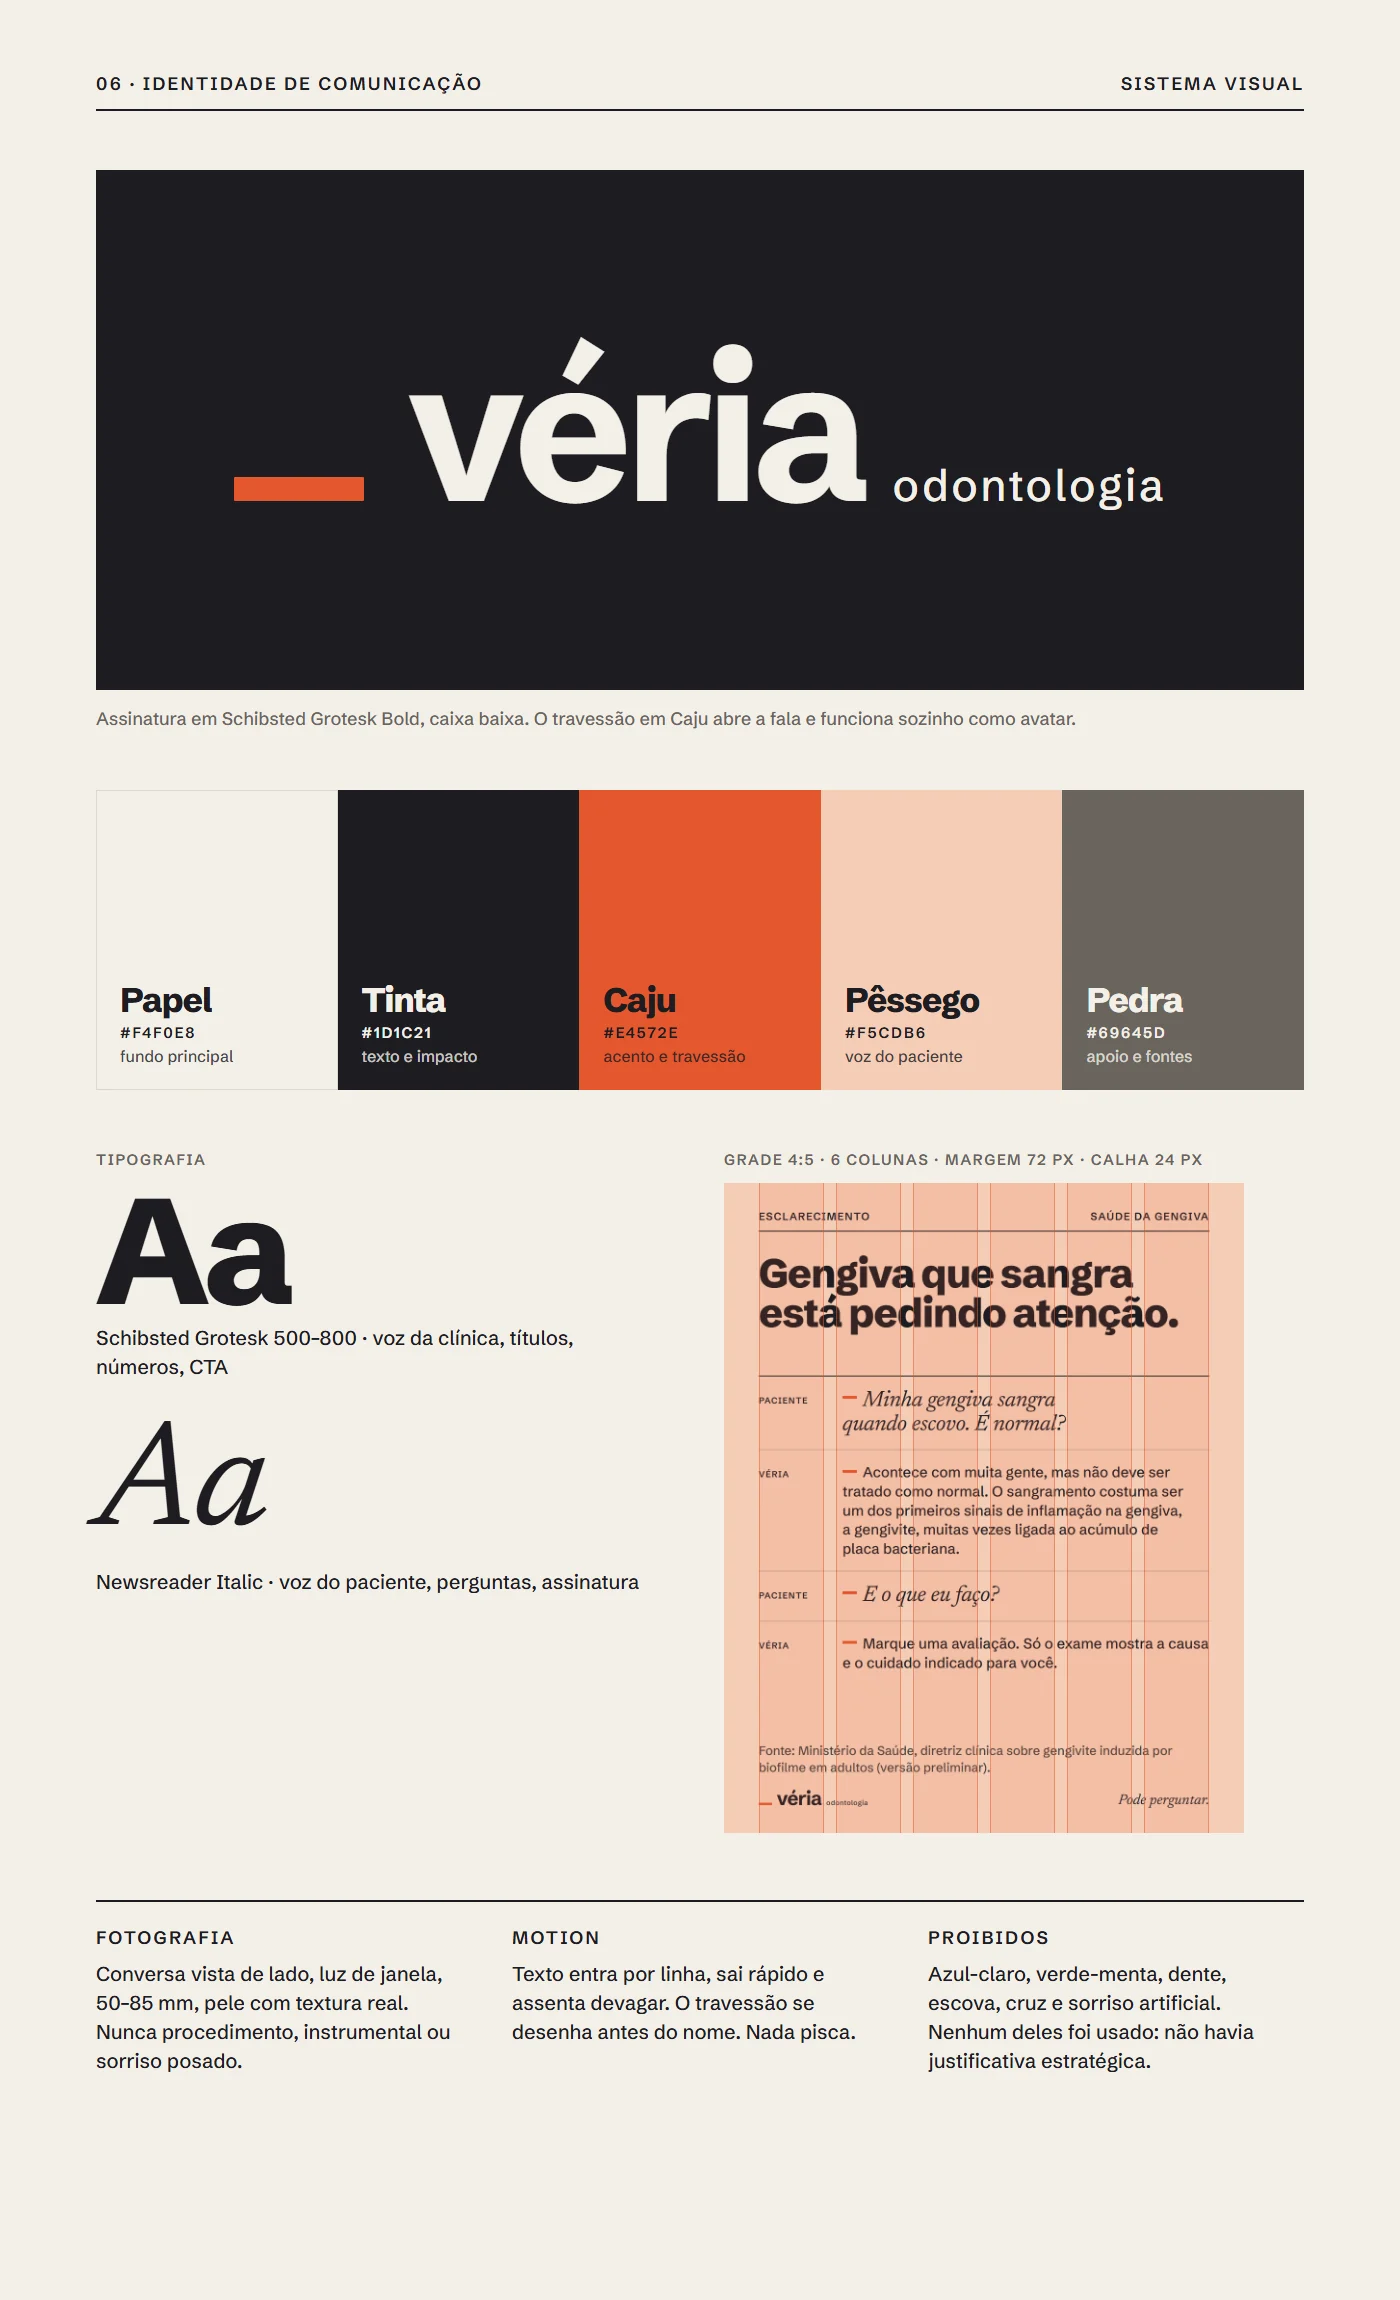 06 · IDENTIDADE DE COMUNICAÇÃO
SISTEMA VISUAL
véria odontologia
Assinatura em Schibsted Grotesk Bold, caixa baixa. O travessão em Caju abre a fala e funciona sozinho como avatar.
Papel
#F4F0E8
fundo principal
Tinta
#1D1C21
texto e impacto
Caju
#E4572E
acento e travessão
Pêssego
#F5CDB6
voz do paciente
Pedra
#69645D
apoio e fontes
TIPOGRAFIA
Aa
Schibsted Grotesk 500–800 · voz da clínica, títulos,
números, CTA
Aa
Newsreader Italic · voz do paciente, perguntas, assinatura
GRADE 4:5 · 6 COLUNAS · MARGEM 72 PX · CALHA 24 PX
ESCLARECIMENTO
SAÚDE DA GENGIVA
Gengiva que sangra
está pedindo atenção.
PACIENTE
— Minha gengiva sangra
quando escovo. É normal?
VÉRIA
— Acontece com muita gente, mas não deve ser
tratado como normal. O sangramento costuma ser
um dos primeiros sinais de inflamação na gengiva,
a gengivite, muitas vezes ligada ao acúmulo de
placa bacteriana.
PACIENTE
— E o que eu faço?
VÉRIA
— Marque uma avaliação. Só o exame mostra a causa
e o cuidado indicado para você.
Fonte: Ministério da Saúde, diretriz clínica sobre gengivite induzida por
biofilme em adultos (versão preliminar).
véria odontologia
Pode perguntar.
FOTOGRAFIA
Conversa vista de lado, luz de janela,
50–85 mm, pele com textura real.
Nunca procedimento, instrumental ou
sorriso posado.
MOTION
Texto entra por linha, sai rápido e
assenta devagar. O travessão se
desenha antes do nome. Nada pisca.
PROIBIDOS
Azul-claro, verde-menta, dente,
escova, cruz e sorriso artificial.
Nenhum deles foi usado: não havia
justificativa estratégica.